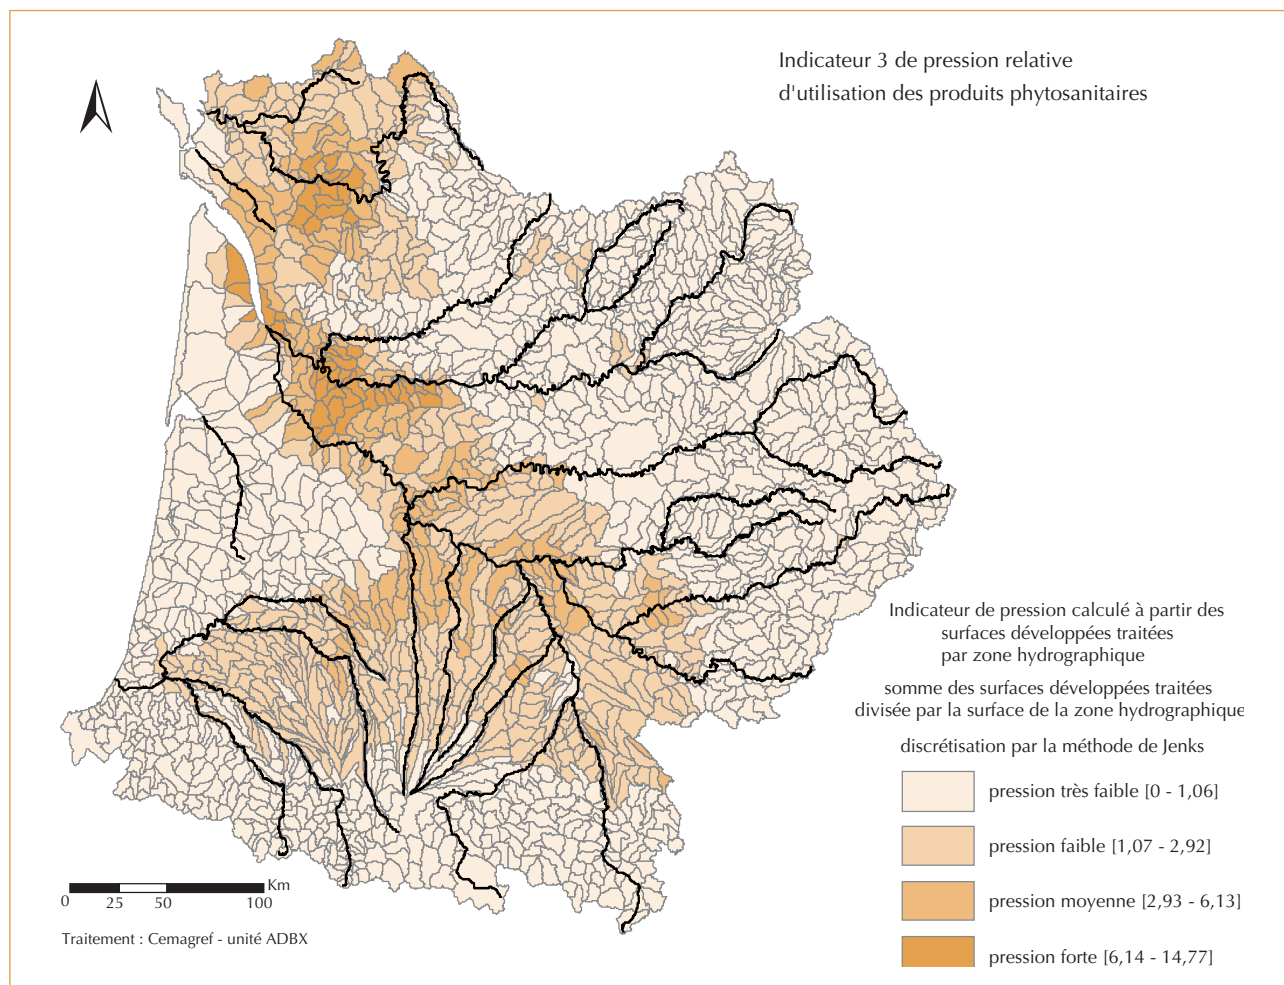 Indicateur 3 de pression relative
d'utilisation des produits phytosanitaires
Indicateur de pression calculé à partir des
surfaces développées traitées
par zone hydrographique
somme des surfaces développées traitées
divisée par la surface de la zone hydrographique
discrétisation par la méthode de Jenks
pression très faible [0 - 1,06]
pression faible [1,07 - 2,92]
pression moyenne [2,93 - 6,13]
pression forte [6,14 - 14,77]
Km
0 25 50 100
Traitement : Cemagref - unité ADBX